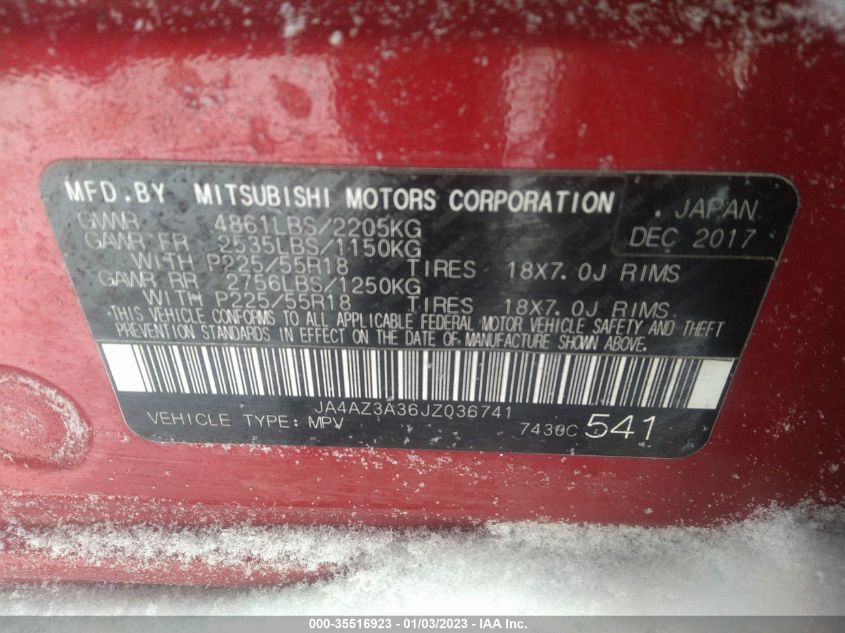 MFD.BY MITSUBISHI MOTORS CORPORATION
GVWR 4861LBS/2205KG
GAWR FR 2535LBS/1150KG
WITH P225/55R18 TIRES 18X7.0J RIMS
GAWR RR 2756LBS/1250KG
WITH P225/55R18 TIRES 18X7.0J RIMS
JAPAN
DEC 2017
THIS VEHICLE CONFORMS TO ALL APPLICABLE FEDERAL MOTOR VEHICLE SAFETY AND THEFT
PREVENTION STANDARDS IN EFFECT ON THE DATE OF MANUFACTURE SHOWN ABOVE.
JA4AZ3A36JZ036741
VEHICLE TYPE: MPV 7430C 541
000-35516923 - 01/03/2023 - IAA Inc.